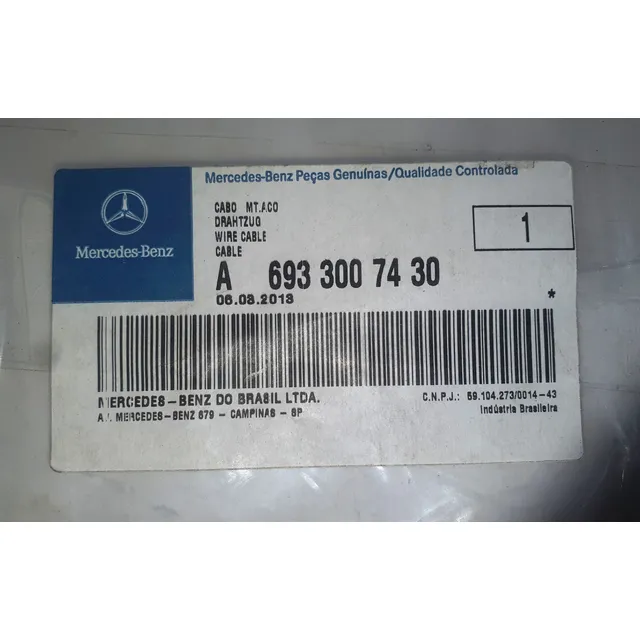 Mercedes-Benz Peças Genuínas/Qualidade Controlada
Mercedes-Benz
CABO MT.ACO
DRAHTZUG
WIRE CABLE
CABLE
1
A 693 300 74 30
06.03.2013
*
MERCEDES-BENZ DO BRASIL LTDA.
AV. MERCEDES-BENZ 679 - CAMPINAS - SP
C.N.P.J.: 59.104.273/0014-43
Indústria Brasileira